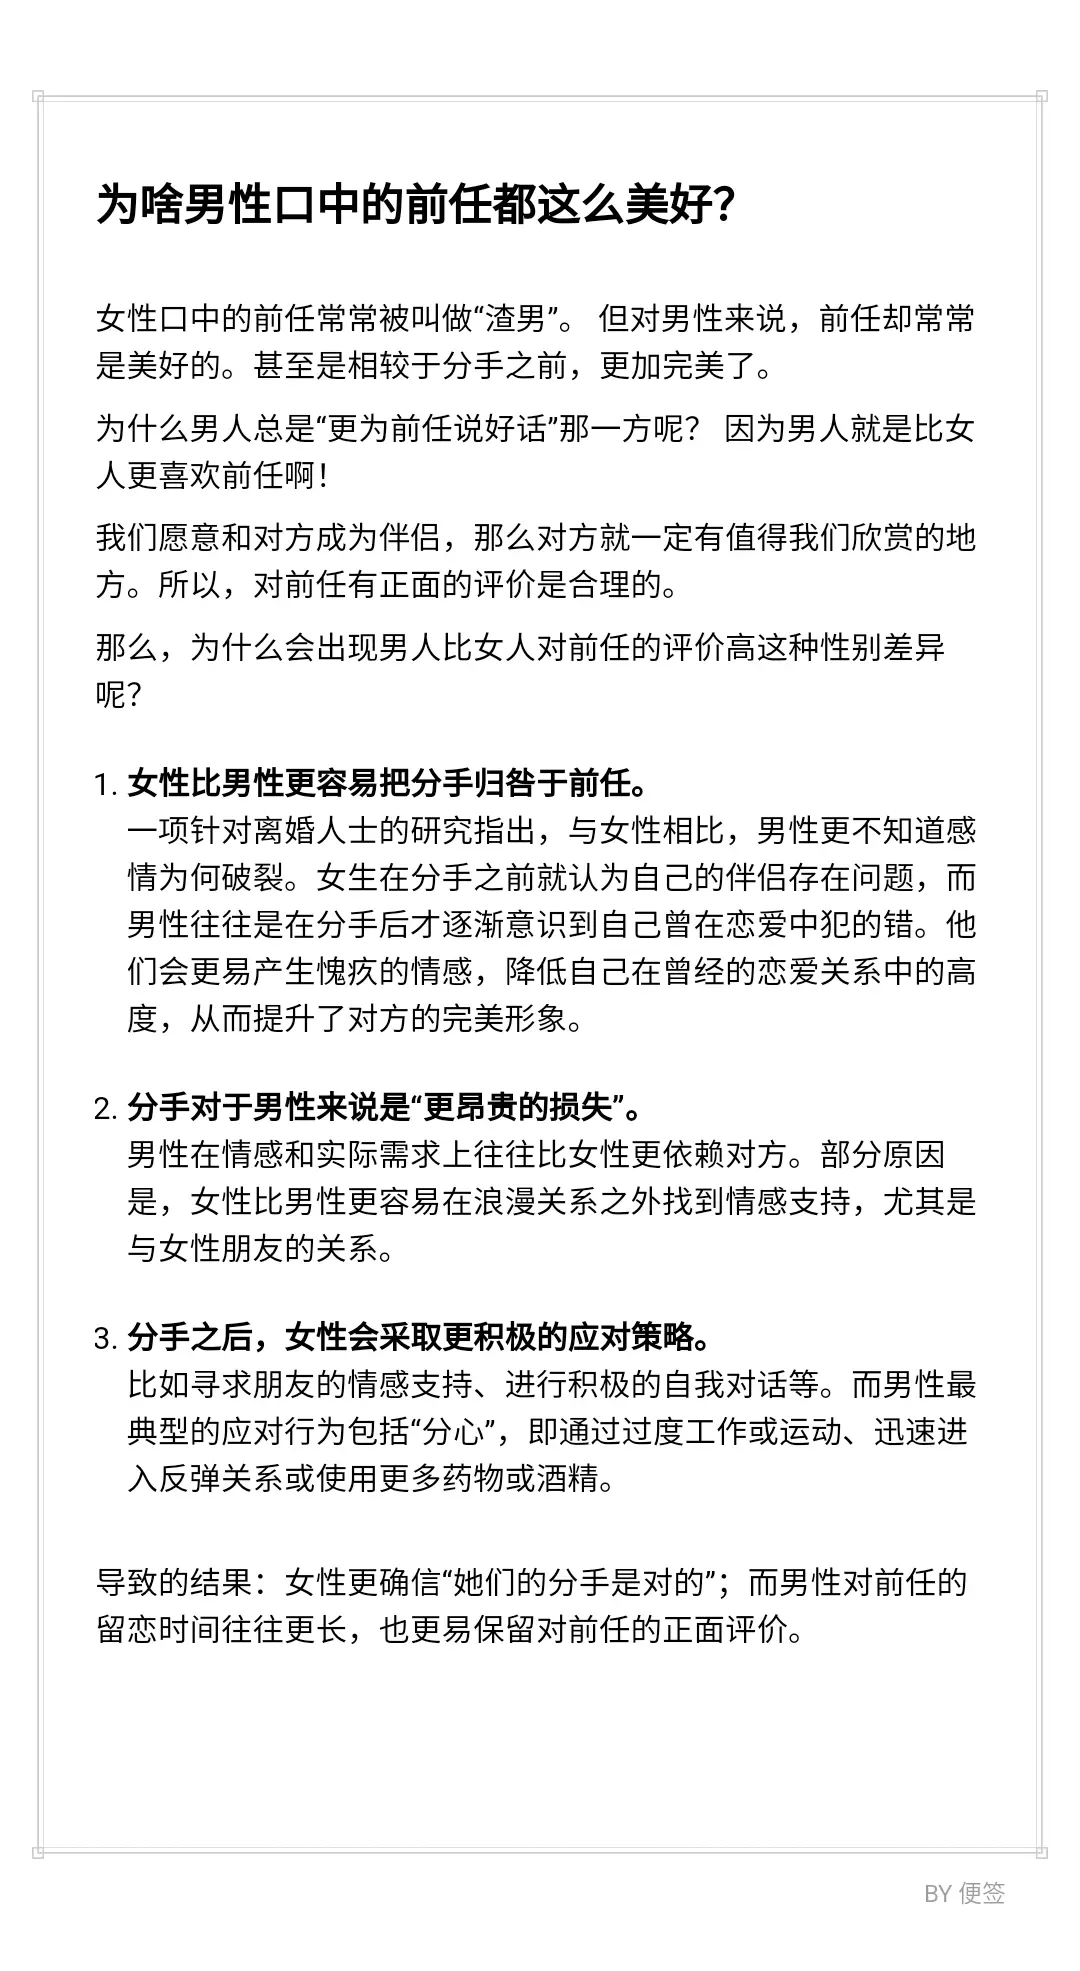 为啥男性口中的前任都这么美好？
女性口中的前任常常被叫做“渣男”。 但对男性来说，前任却常常
是美好的。甚至是相较于分手之前，更加完美了。
为什么男人总是“更为前任说好话”那一方呢？ 因为男人就是比女
人更喜欢前任啊！
我们愿意和对方成为伴侣，那么对方就一定有值得我们欣赏的地
方。所以，对前任有正面的评价是合理的。
那么，为什么会出现男人比女人对前任的评价高这种性别差异
呢？
1. 女性比男性更容易把分手归咎于前任。
一项针对离婚人士的研究指出，与女性相比，男性更不知道感
情为何破裂。女生在分手之前就认为自己的伴侣存在问题，而
男性往往是在分手后才逐渐意识到自己曾在恋爱中犯的错。他
们会更易产生愧疚的情感，降低自己在曾经的恋爱关系中的高
度，从而提升了对方的完美形象。
2. 分手对于男性来说是“更昂贵的损失”。
男性在情感和实际需求上往往比女性更依赖对方。部分原因
是，女性比男性更容易在浪漫关系之外找到情感支持，尤其是
与女性朋友的关系。
3. 分手之后，女性会采取更积极的应对策略。
比如寻求朋友的情感支持、进行积极的自我对话等。而男性最
典型的应对行为包括“分心”，即通过过度工作或运动、迅速进
入反弹关系或使用更多药物或酒精。
导致的结果：女性更确信“她们的分手是对的”；而男性对前任的
留恋时间往往更长，也更易保留对前任的正面评价。
BY 便签